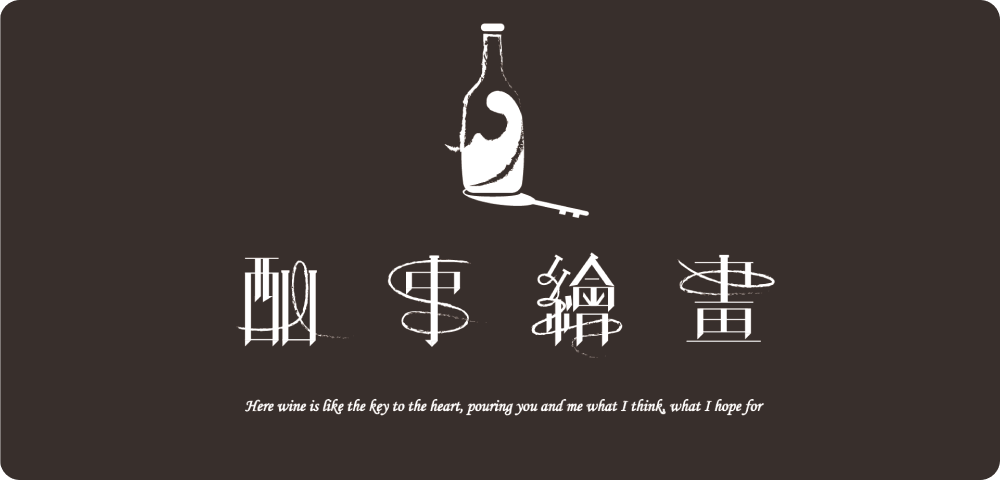 酗事繪畫
Here wine is like the key to the heart, pouring you and me what I think, what I hope for